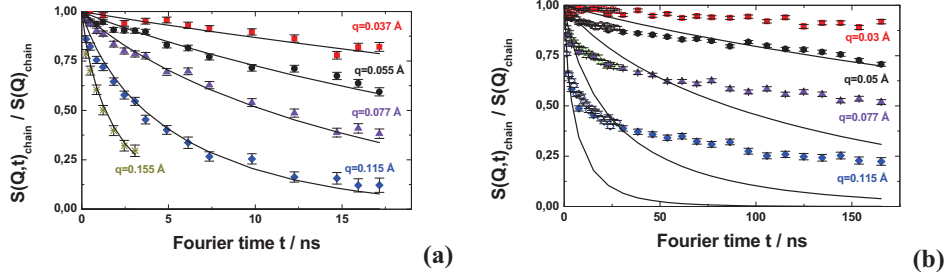 S(Q,t)chain / S(Q)chain
1,00
0,75
0,50
0,25
0,00
q=0.037 Å
q=0.055 Å
q=0.077 Å
q=0.115 Å
q=0.155 Å
0 5 10 15
Fourier time t / ns
(a)
S(Q,t)chain / S(Q)chain
1,00
0,75
0,50
0,25
0,00
q=0.03 Å
q=0.05 Å
q=0.077 Å
q=0.115 Å
0 50 100 150
Fourier time t / ns
(b)